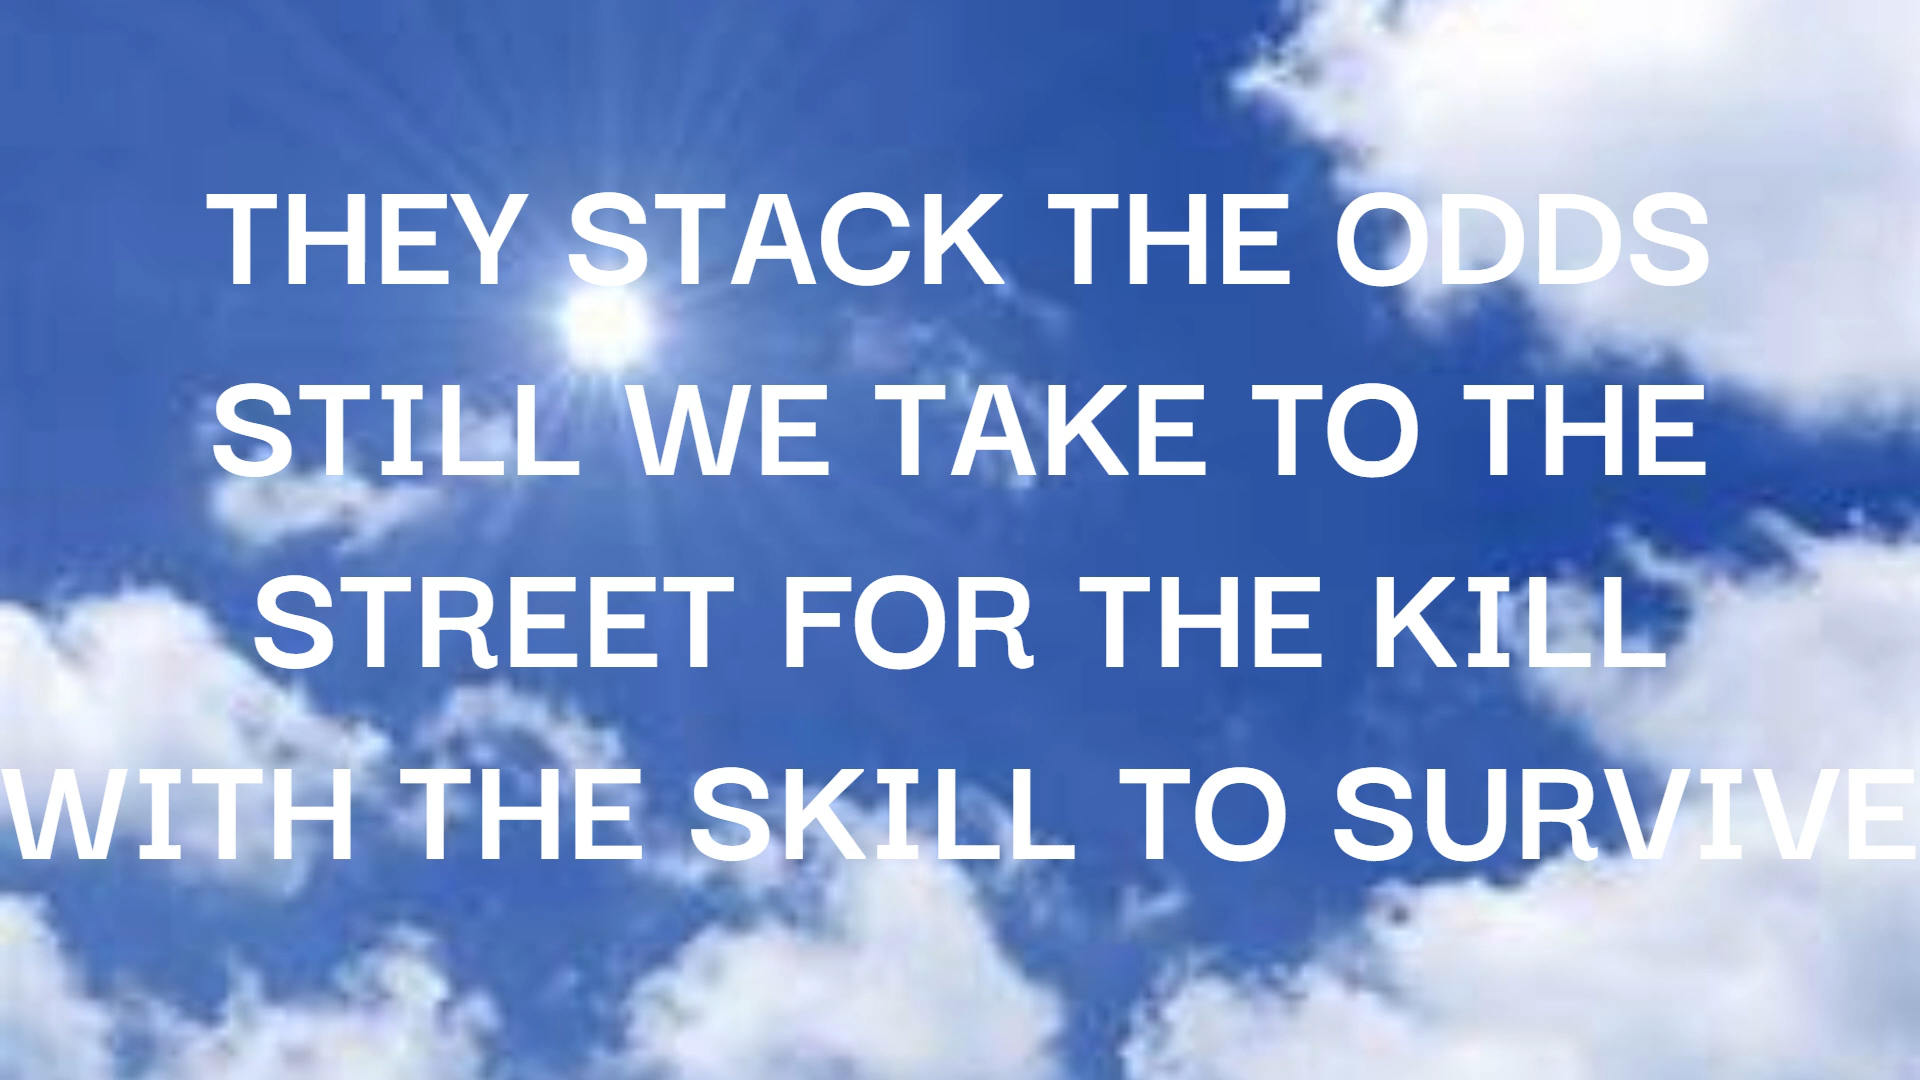 THEY STACK THE ODDS
STILL WE TAKE TO THE
STREET FOR THE KILL
WITH THE SKILL TO SURVIVE